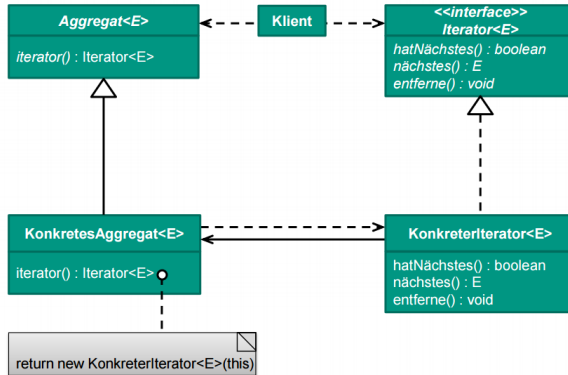 Aggregat<E>
iterator() : Iterator<E>
Klient
<<interface>>
Iterator<E>
hatNächstes() : boolean
nächstes() : E
entferne() : void
KonkretesAggregat<E>
iterator() : Iterator<E>
KonkreterIterator<E>
hatNächstes() : boolean
nächstes() : E
entferne() : void
return new KonkreterIterator<E>(this)